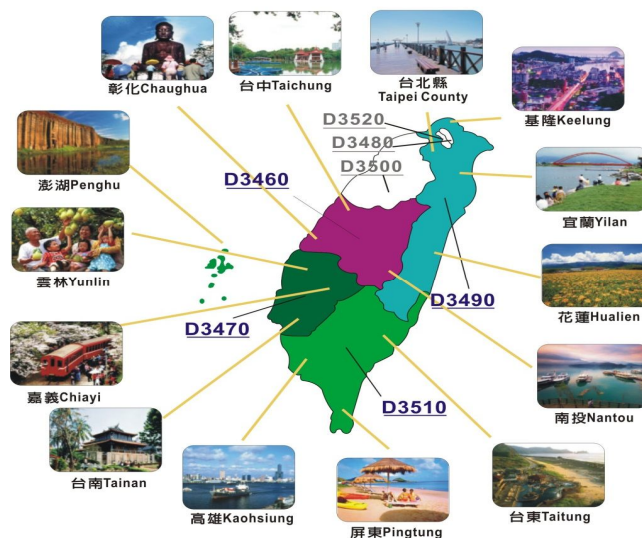 彰化Chaughua
台中Taichung
台北縣
Taipei County
基隆Keelung
D3520
D3480
D3500
D3460
澎湖Penghu
宜蘭Yilan
雲林Yunlin
D3490
花蓮Hualien
D3470
嘉義Chiayi
D3510
南投Nantou
台南Tainan
高雄Kaohsiung
屏東Pingtung
台東Taitung